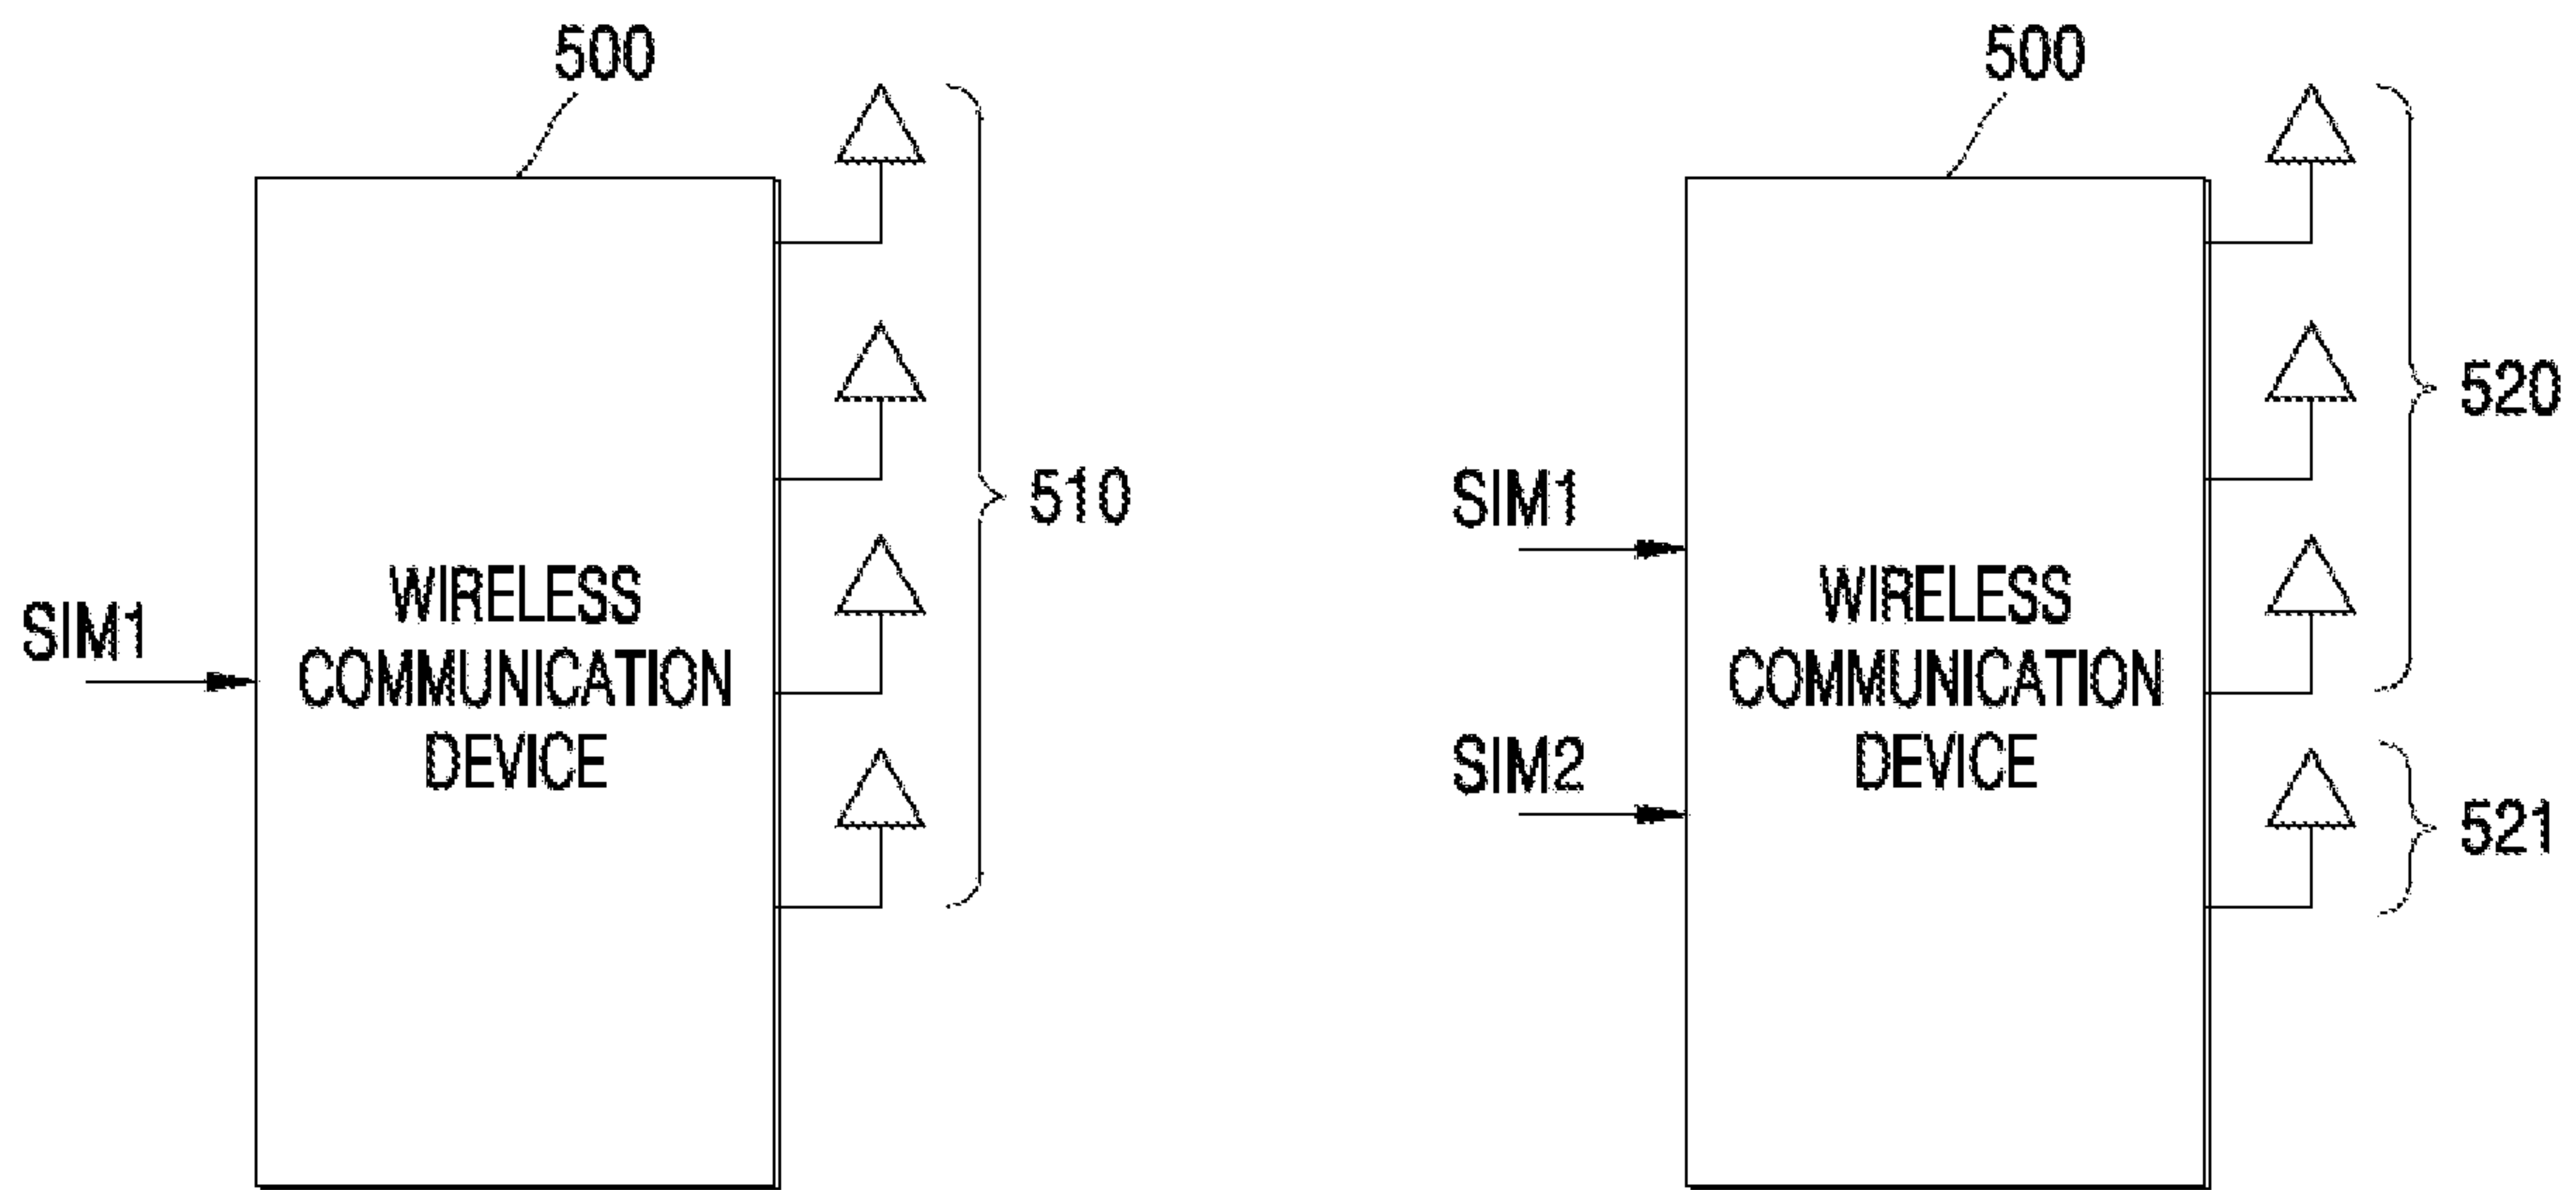 500
510
SIM1
WIRELESS
COMMUNICATION
DEVICE
500
520
SIM1
WIRELESS
COMMUNICATION
DEVICE
SIM2
521